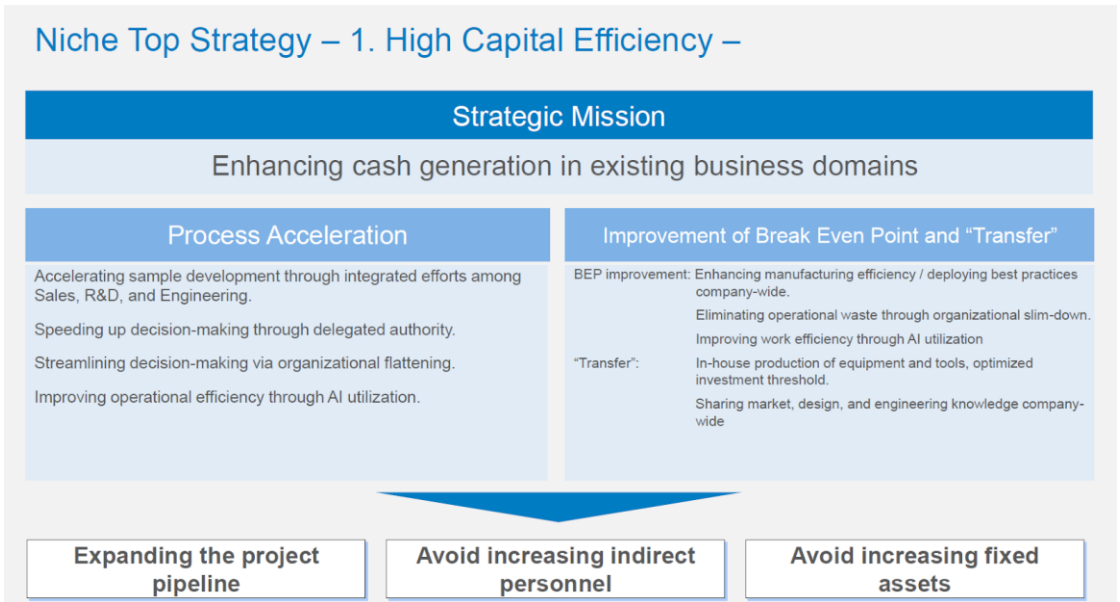 Niche Top Strategy – 1. High Capital Efficiency –
Strategic Mission
Enhancing cash generation in existing business domains
Process Acceleration
Accelerating sample development through integrated efforts among
Sales, R&D, and Engineering.
Speeding up decision-making through delegated authority.
Streamlining decision-making via organizational flattening.
Improving operational efficiency through AI utilization.
Improvement of Break Even Point and “Transfer”
BEP improvement: Enhancing manufacturing efficiency / deploying best practices
company-wide.
Eliminating operational waste through organizational slim-down.
Improving work efficiency through AI utilization
“Transfer”: In-house production of equipment and tools, optimized
investment threshold.
Sharing market, design, and engineering knowledge company-
wide
Expanding the project
pipeline
Avoid increasing indirect
personnel
Avoid increasing fixed
assets